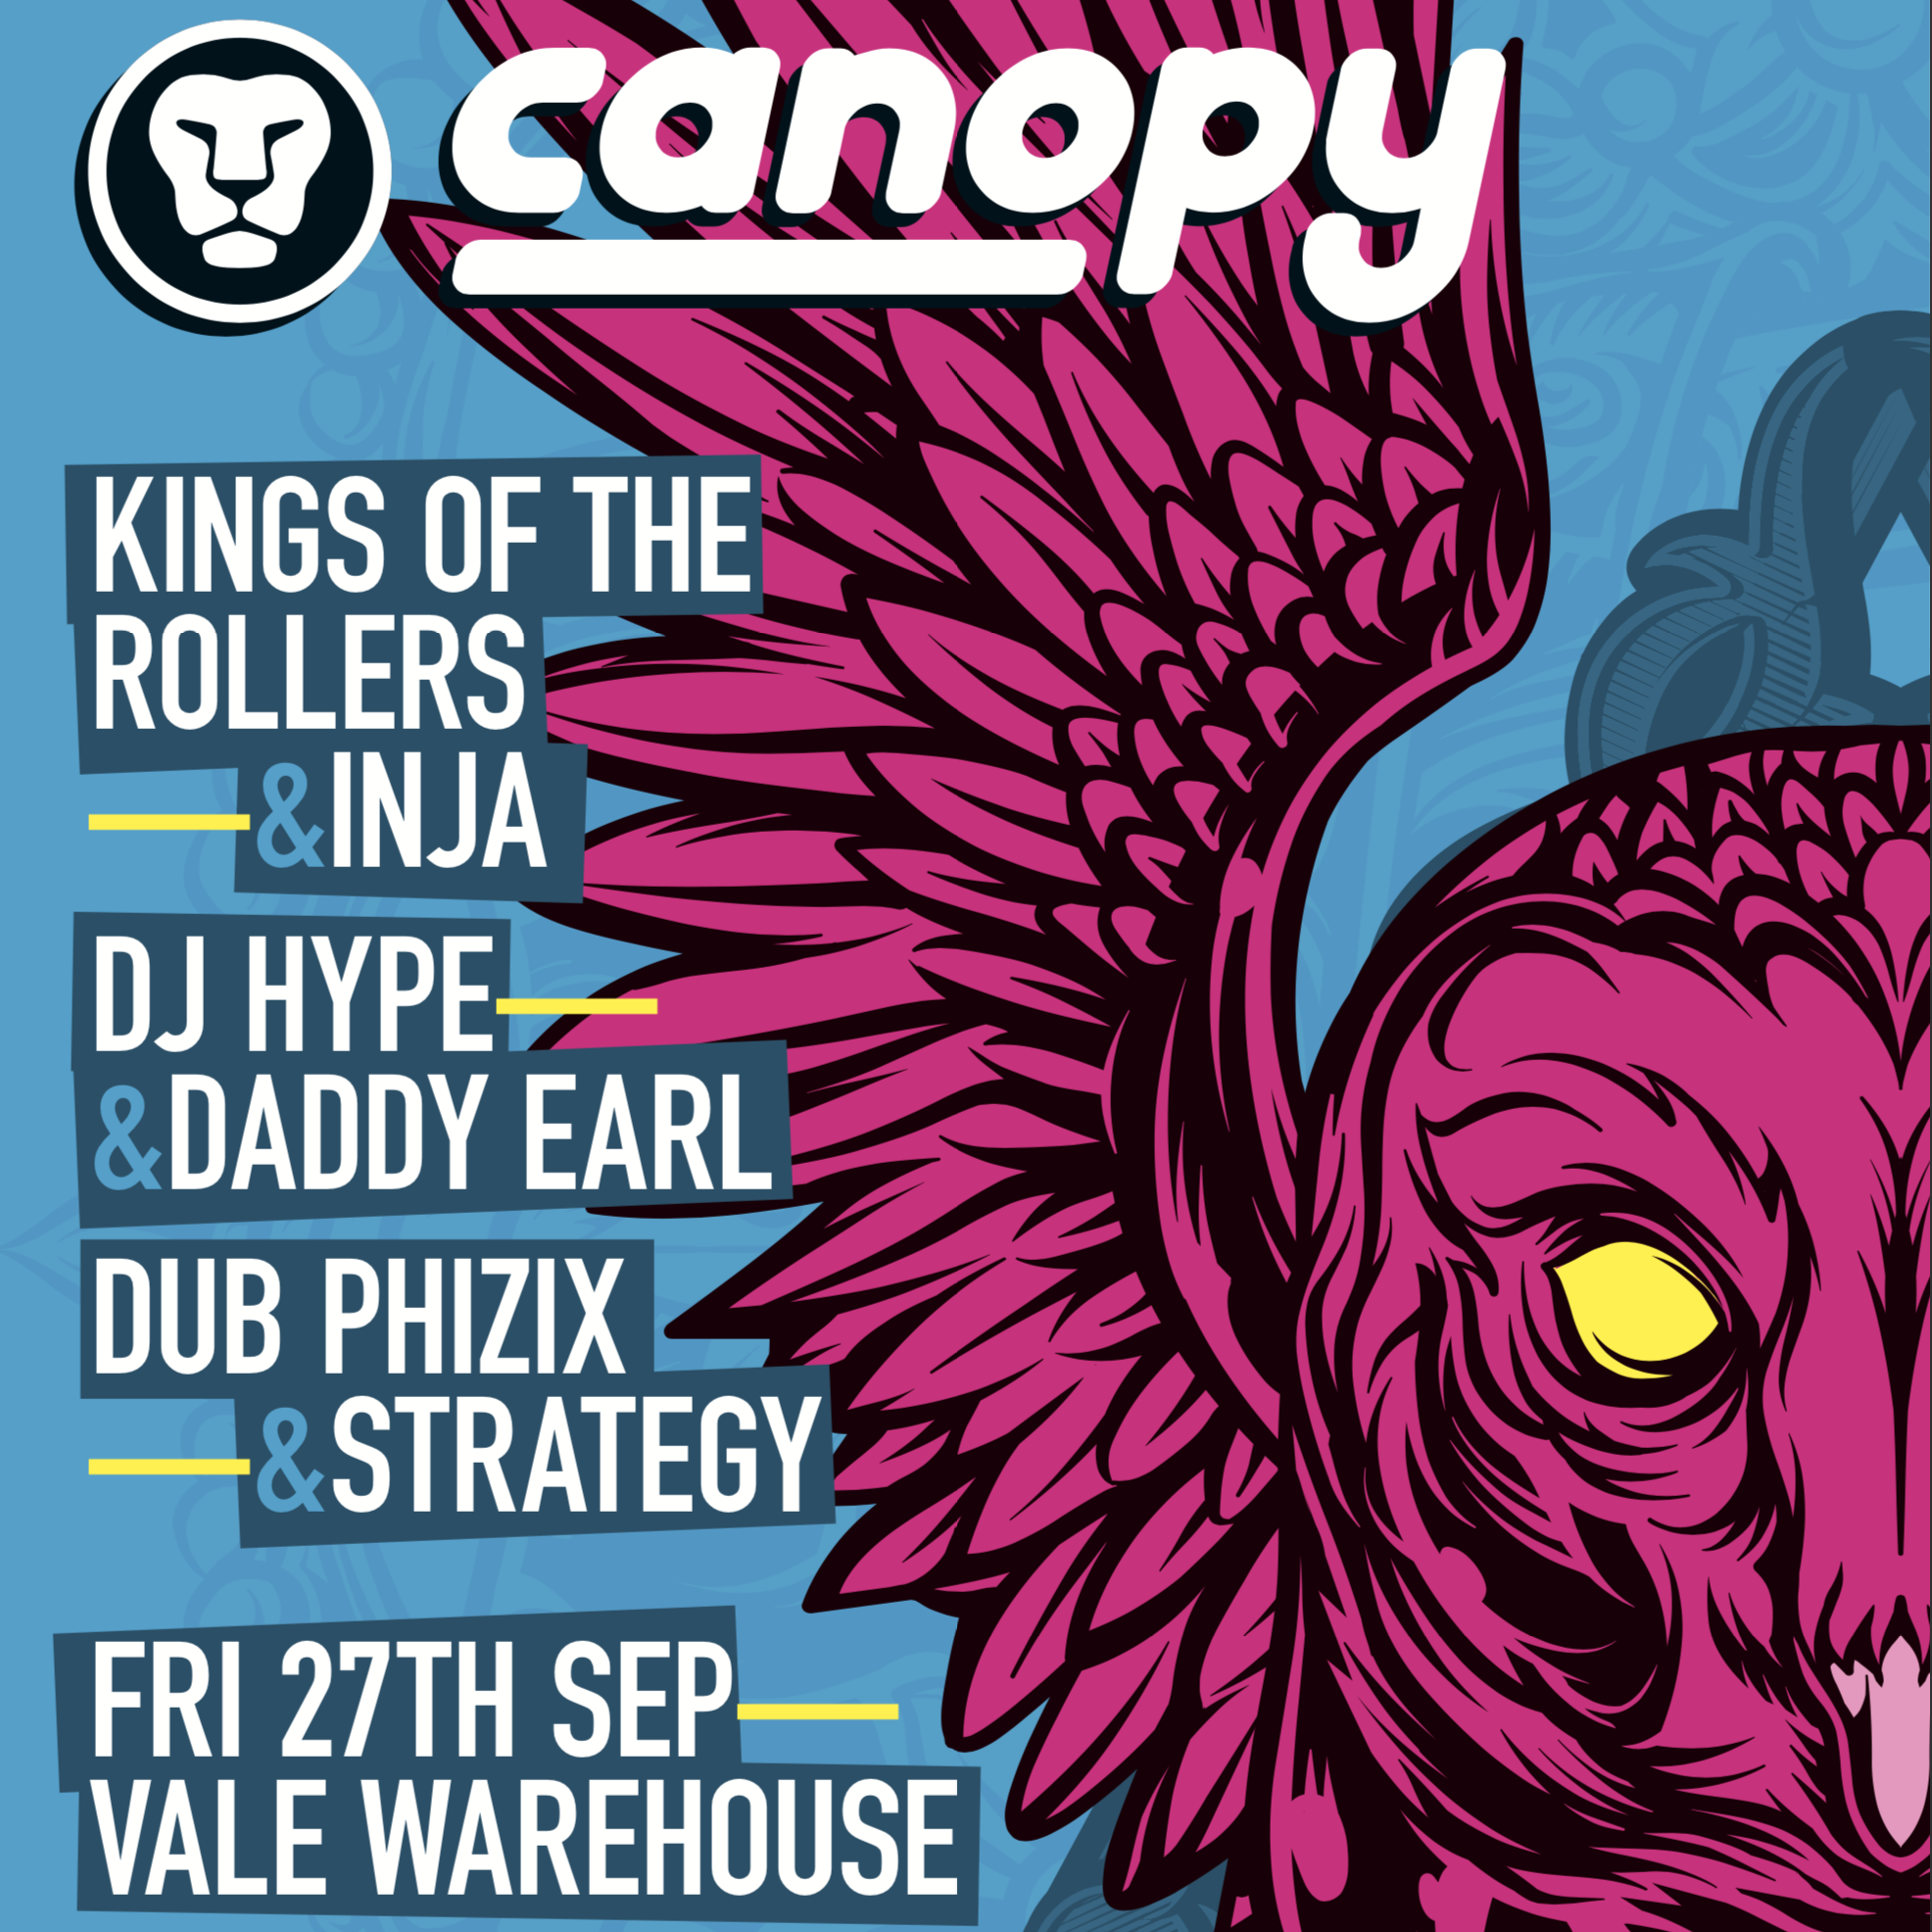 canopy
KINGS OF THE
ROLLERS
&INJA
DJ HYPE
&DADDY EARL
DUB PHIZIX
&STRATEGY
FRI 27TH SEP
VALE WAREHOUSE